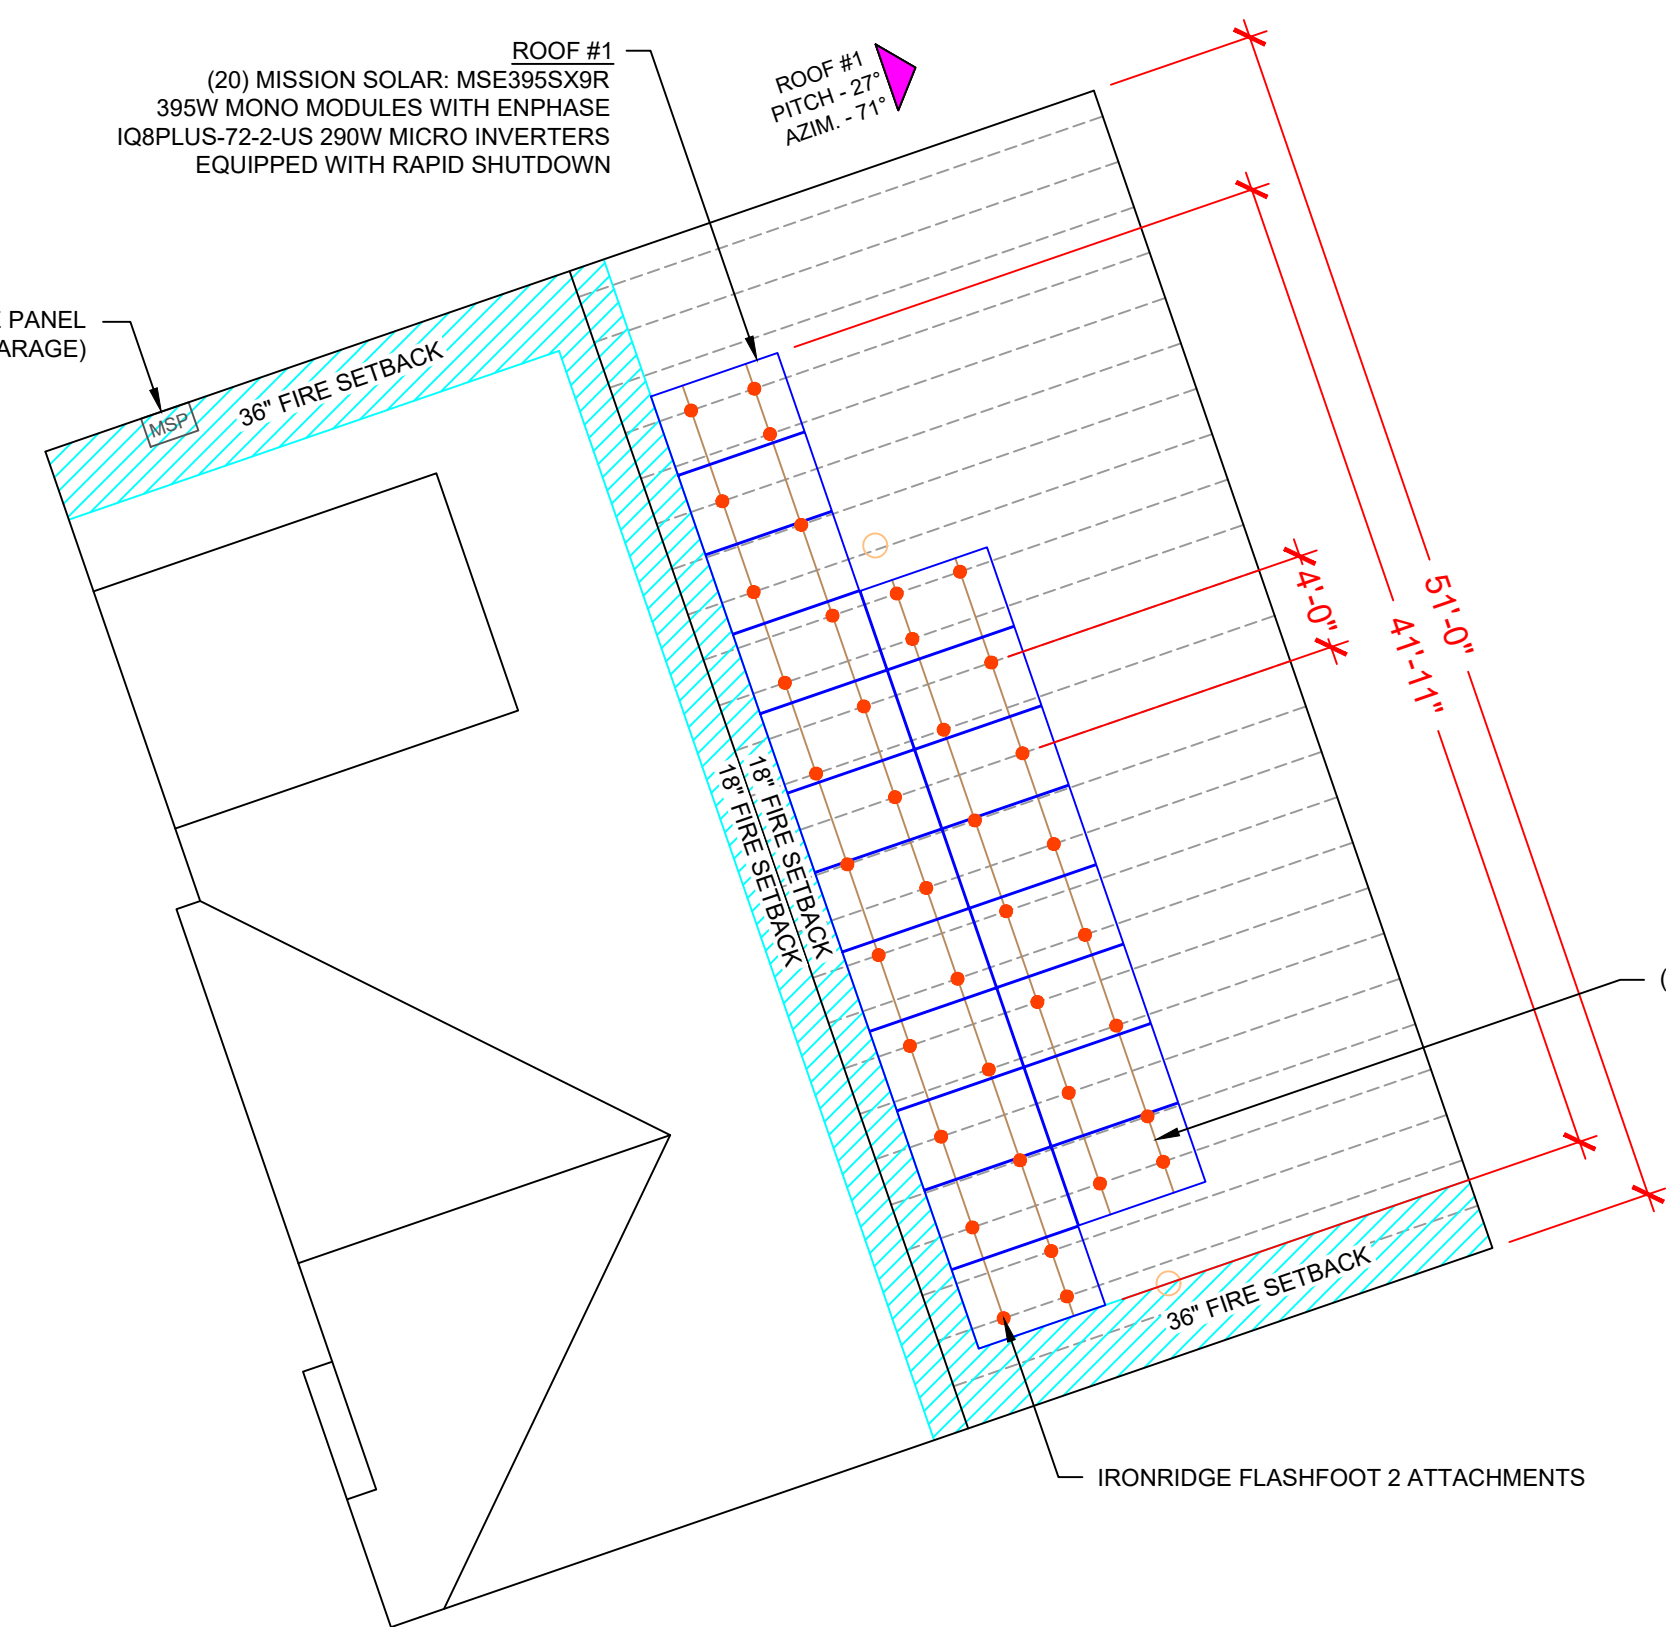 ROOF #1
(20) MISSION SOLAR: MSE395SX9R
395W MONO MODULES WITH ENPHASE
IQ8PLUS-72-2-US 290W MICRO INVERTERS
EQUIPPED WITH RAPID SHUTDOWN
ROOF #1
PITCH - 27°
AZIM. - 71°
PANEL
36" FIRE SETBACK
MSP
18" FIRE SETBACK
18" FIRE SETBACK
4'-0"
41'-11"
51'-0"
(
36" FIRE SETBACK
IRONRIDGE FLASHFOOT 2 ATTACHMENTS